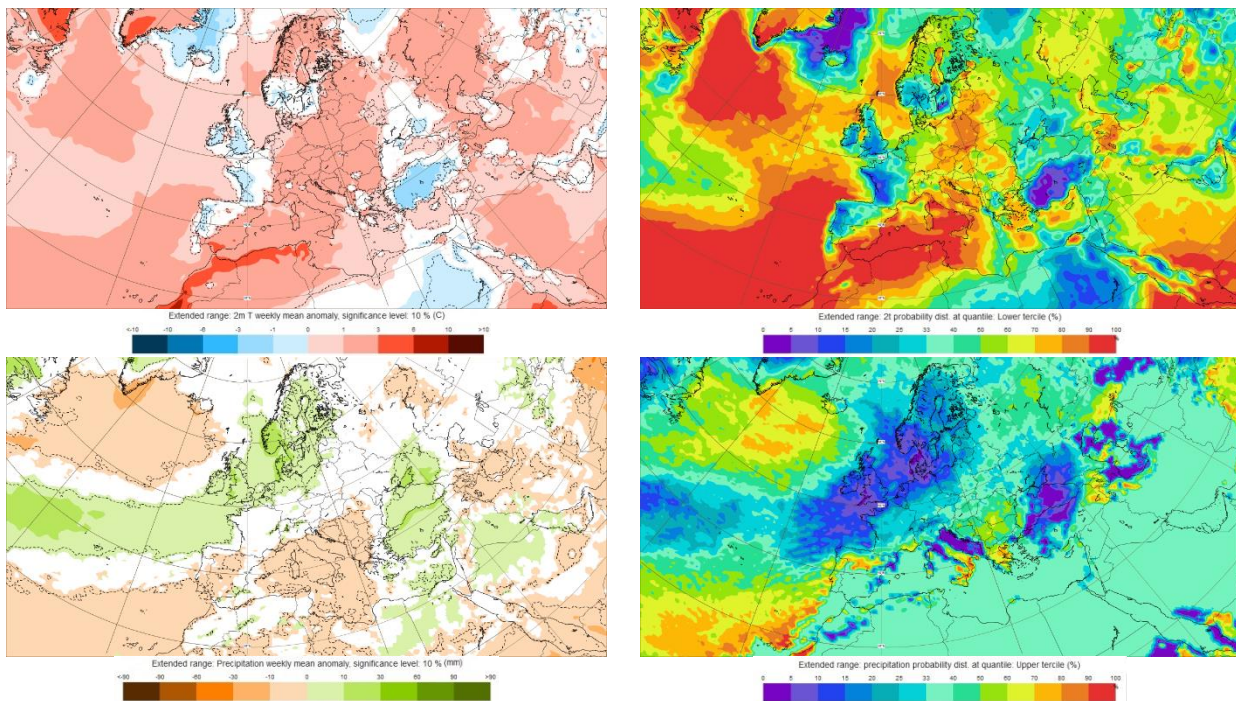 Extended range: 2m T weekly mean anomaly, significance level: 10 % (C)
<-10 -10 -6 -3 -1 0 1 3 6 10 >10
Extended range: 2t probability dist. at quantile: Lower tercile (%)
0 5 10 15 20 25 33 40 50 60 70 80 90 100
%
Extended range: Precipitation weekly mean anomaly, significance level: 10 % (mm)
<-90 -90 -60 -30 -10 0 10 30 60 90 >90
Extended range: precipitation probability dist. at quantile: Upper tercile (%)
0 10 15 17 20 25 33 40 50 60 70 80 90 100
%